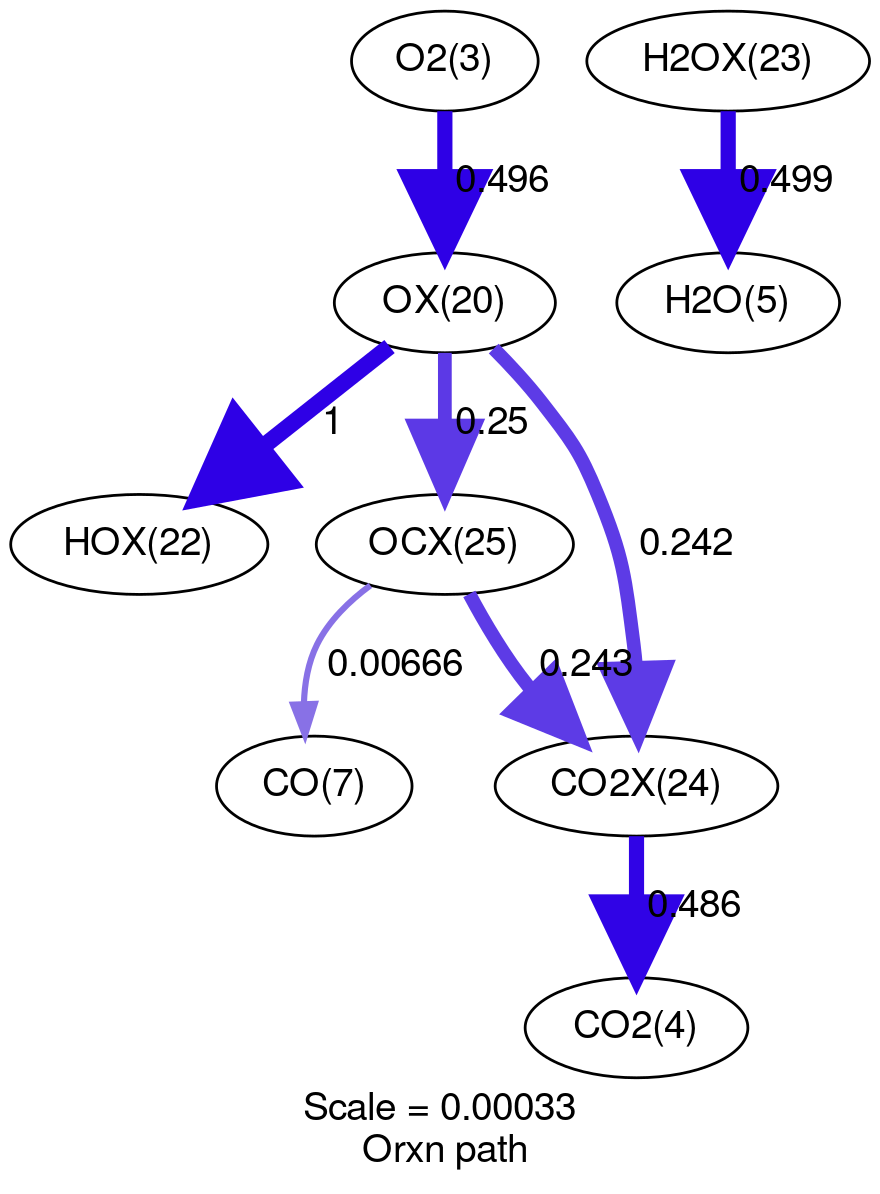 O2(3)
H2OX(23)
0.496
0.499
OX(20)
H2O(5)
1
0.25
0.242
HOX(22)
OCX(25)
0.00666
0.243
CO(7)
CO2X(24)
0.486
CO2(4)
Scale = 0.00033
Orxn path